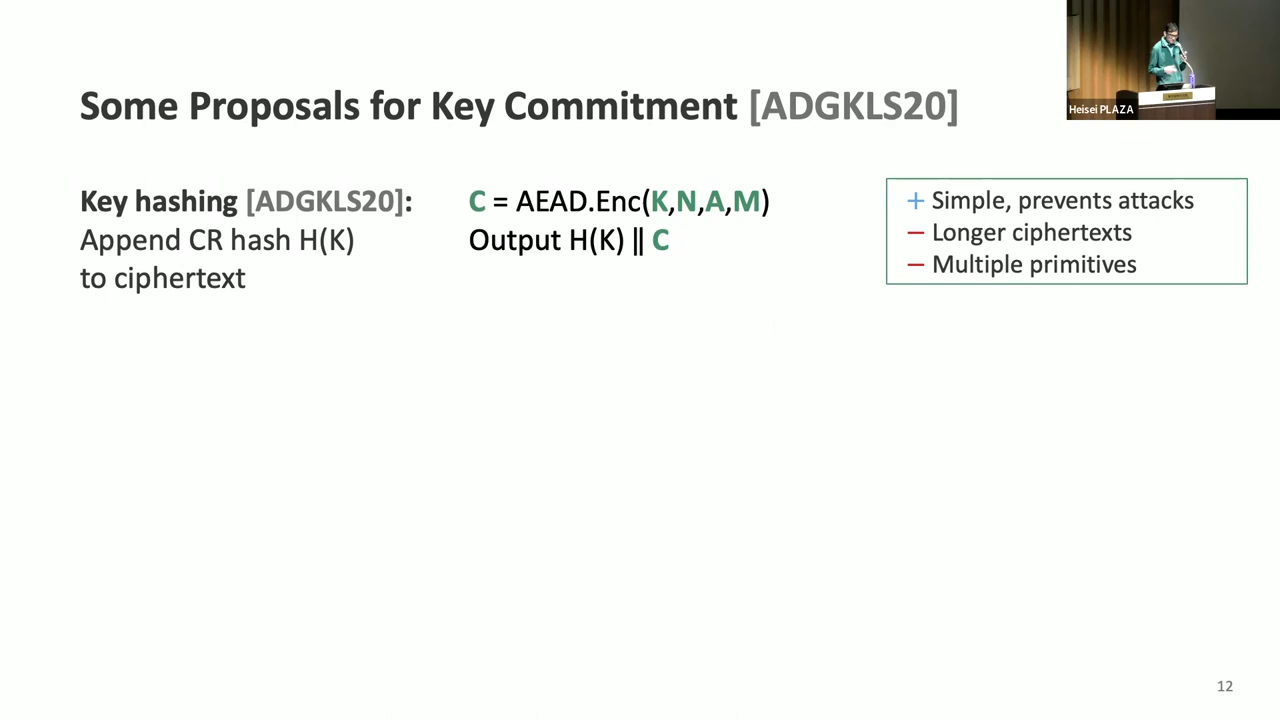 Heisei PLAZA
Some Proposals for Key Commitment [ADGKLS20]
Key hashing [ADGKLS20]:
Append CR hash H(K)
to ciphertext
C = AEAD.Enc(K,N,A,M)
Output H(K) || C
+ Simple, prevents attacks
− Longer ciphertexts
− Multiple primitives
12